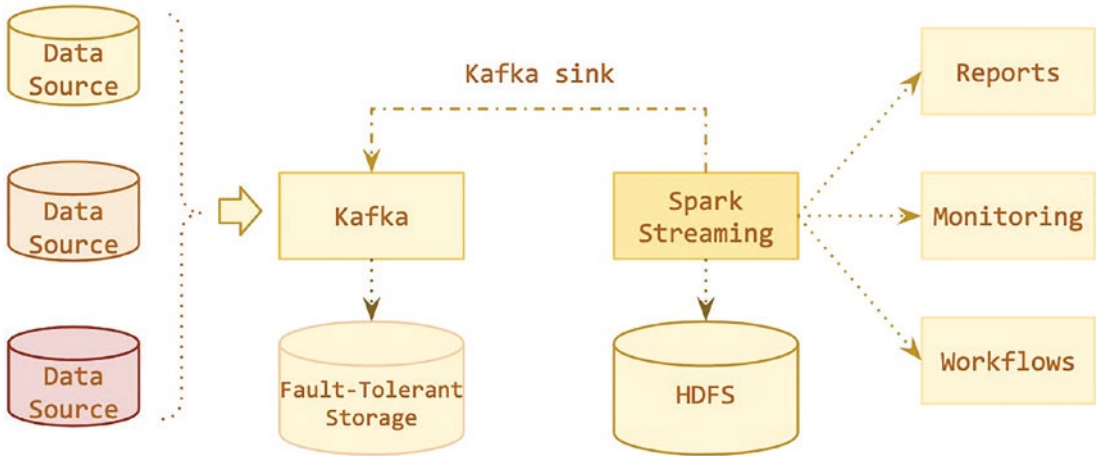 Data
Source
Data
Source
Data
Source
Kafka sink
Kafka
Spark
Streaming
Fault-Tolerant
Storage
HDFS
Reports
Monitoring
Workflows